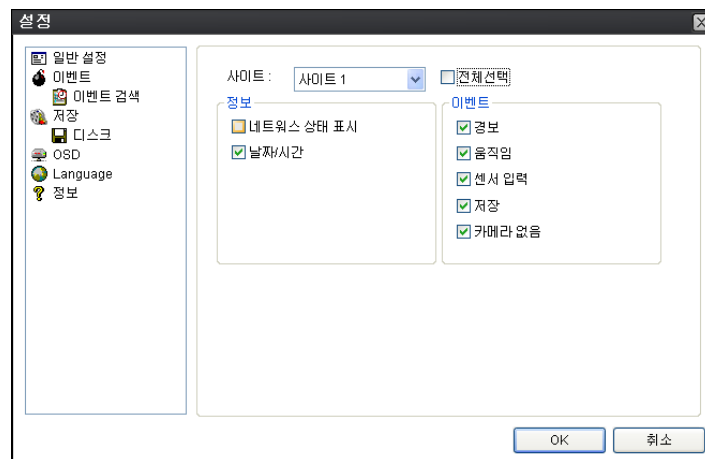 설정
일반 설정
이벤트
이벤트 검색
저장
디스크
OSD
Language
정보
사이트 : 사이트 1 전체선택
정보
네트워스 상태 표시
날짜/시간
이벤트
경보
움직임
센서 입력
저장
카메라 없음
OK 취소